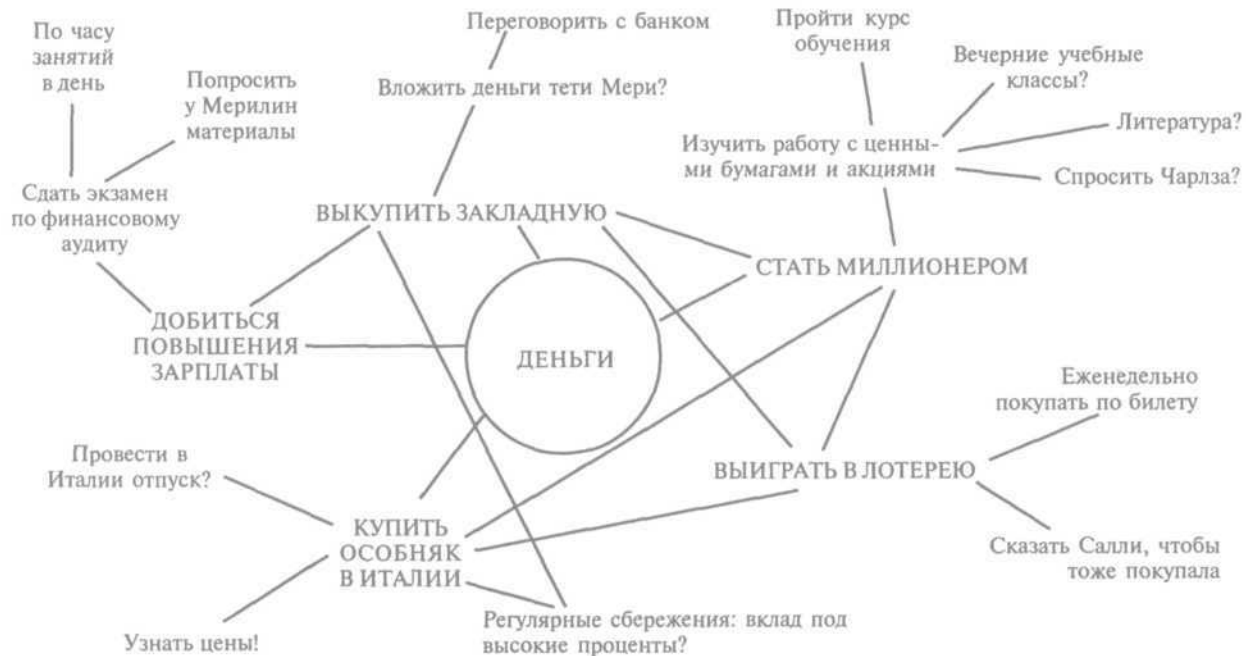 По часу
занятий
в день
Попросить
у Мерилин
материалы
Сдать экзамен
по финансовому
аудиту
Переговорить с банком
Вложить деньги тети Мери?
Пройти курс
обучения
Вечерние учебные
классы?
Литература?
Изучить работу с ценны-
ми бумагами и акциями
Спросить Чарлза?
ВЫКУПИТЬ ЗАКЛАДНУЮ
СТАТЬ МИЛЛИОНЕРОМ
ДОБИТЬСЯ
ПОВЫШЕНИЯ
ЗАРПЛАТЫ
ДЕНЬГИ
Еженедельно
покупать по билету
ВЫИГРАТЬ В ЛОТЕРЕЮ
Сказать Салли, чтобы
тоже покупала
Провести в
Италии отпуск?
КУПИТЬ
ОСОБНЯК
В ИТАЛИИ
Узнать цены!
Регулярные сбережения: вклад под
высокие проценты?